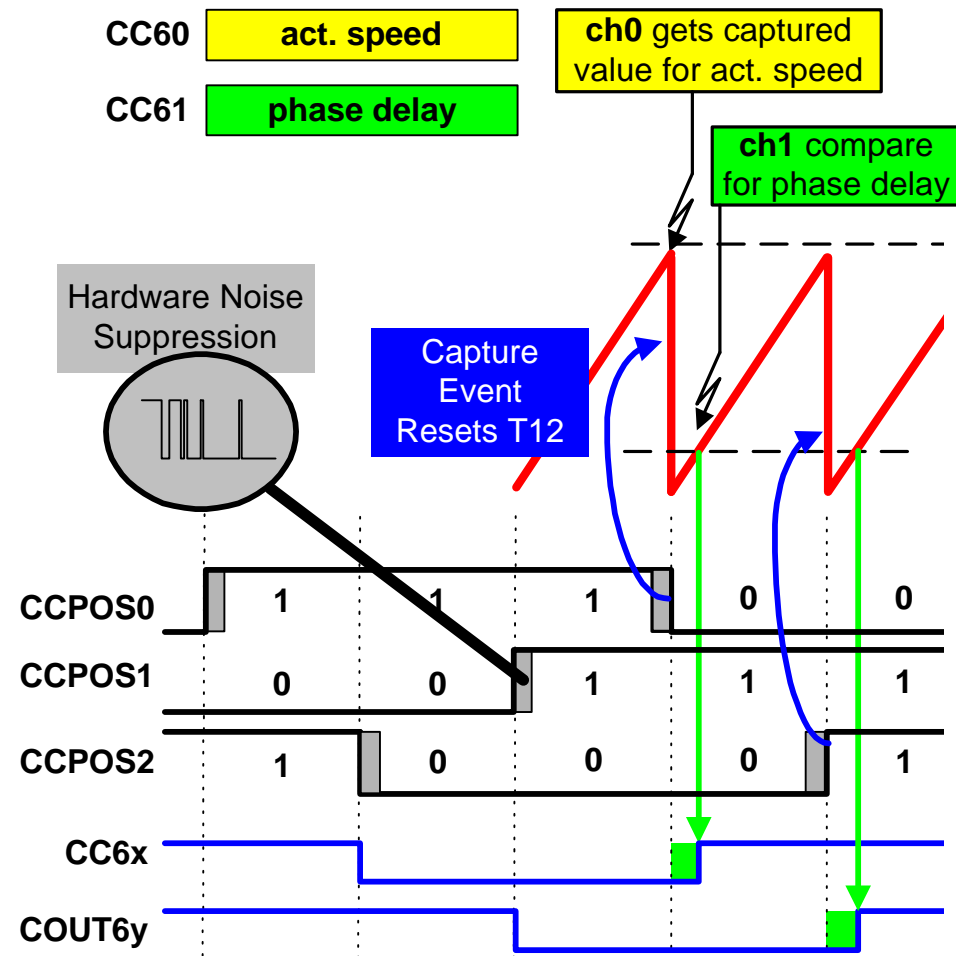 CC60 act. speed
CC61 phase delay
ch0 gets captured
value for act. speed
ch1 compare
for phase delay
Hardware Noise
Suppression
Capture
Event
Resets T12
CCPOS0 1 1 1 0 0
CCPOS1 0 0 1 1 1
CCPOS2 1 0 0 0 1
CC6x
COUT6y